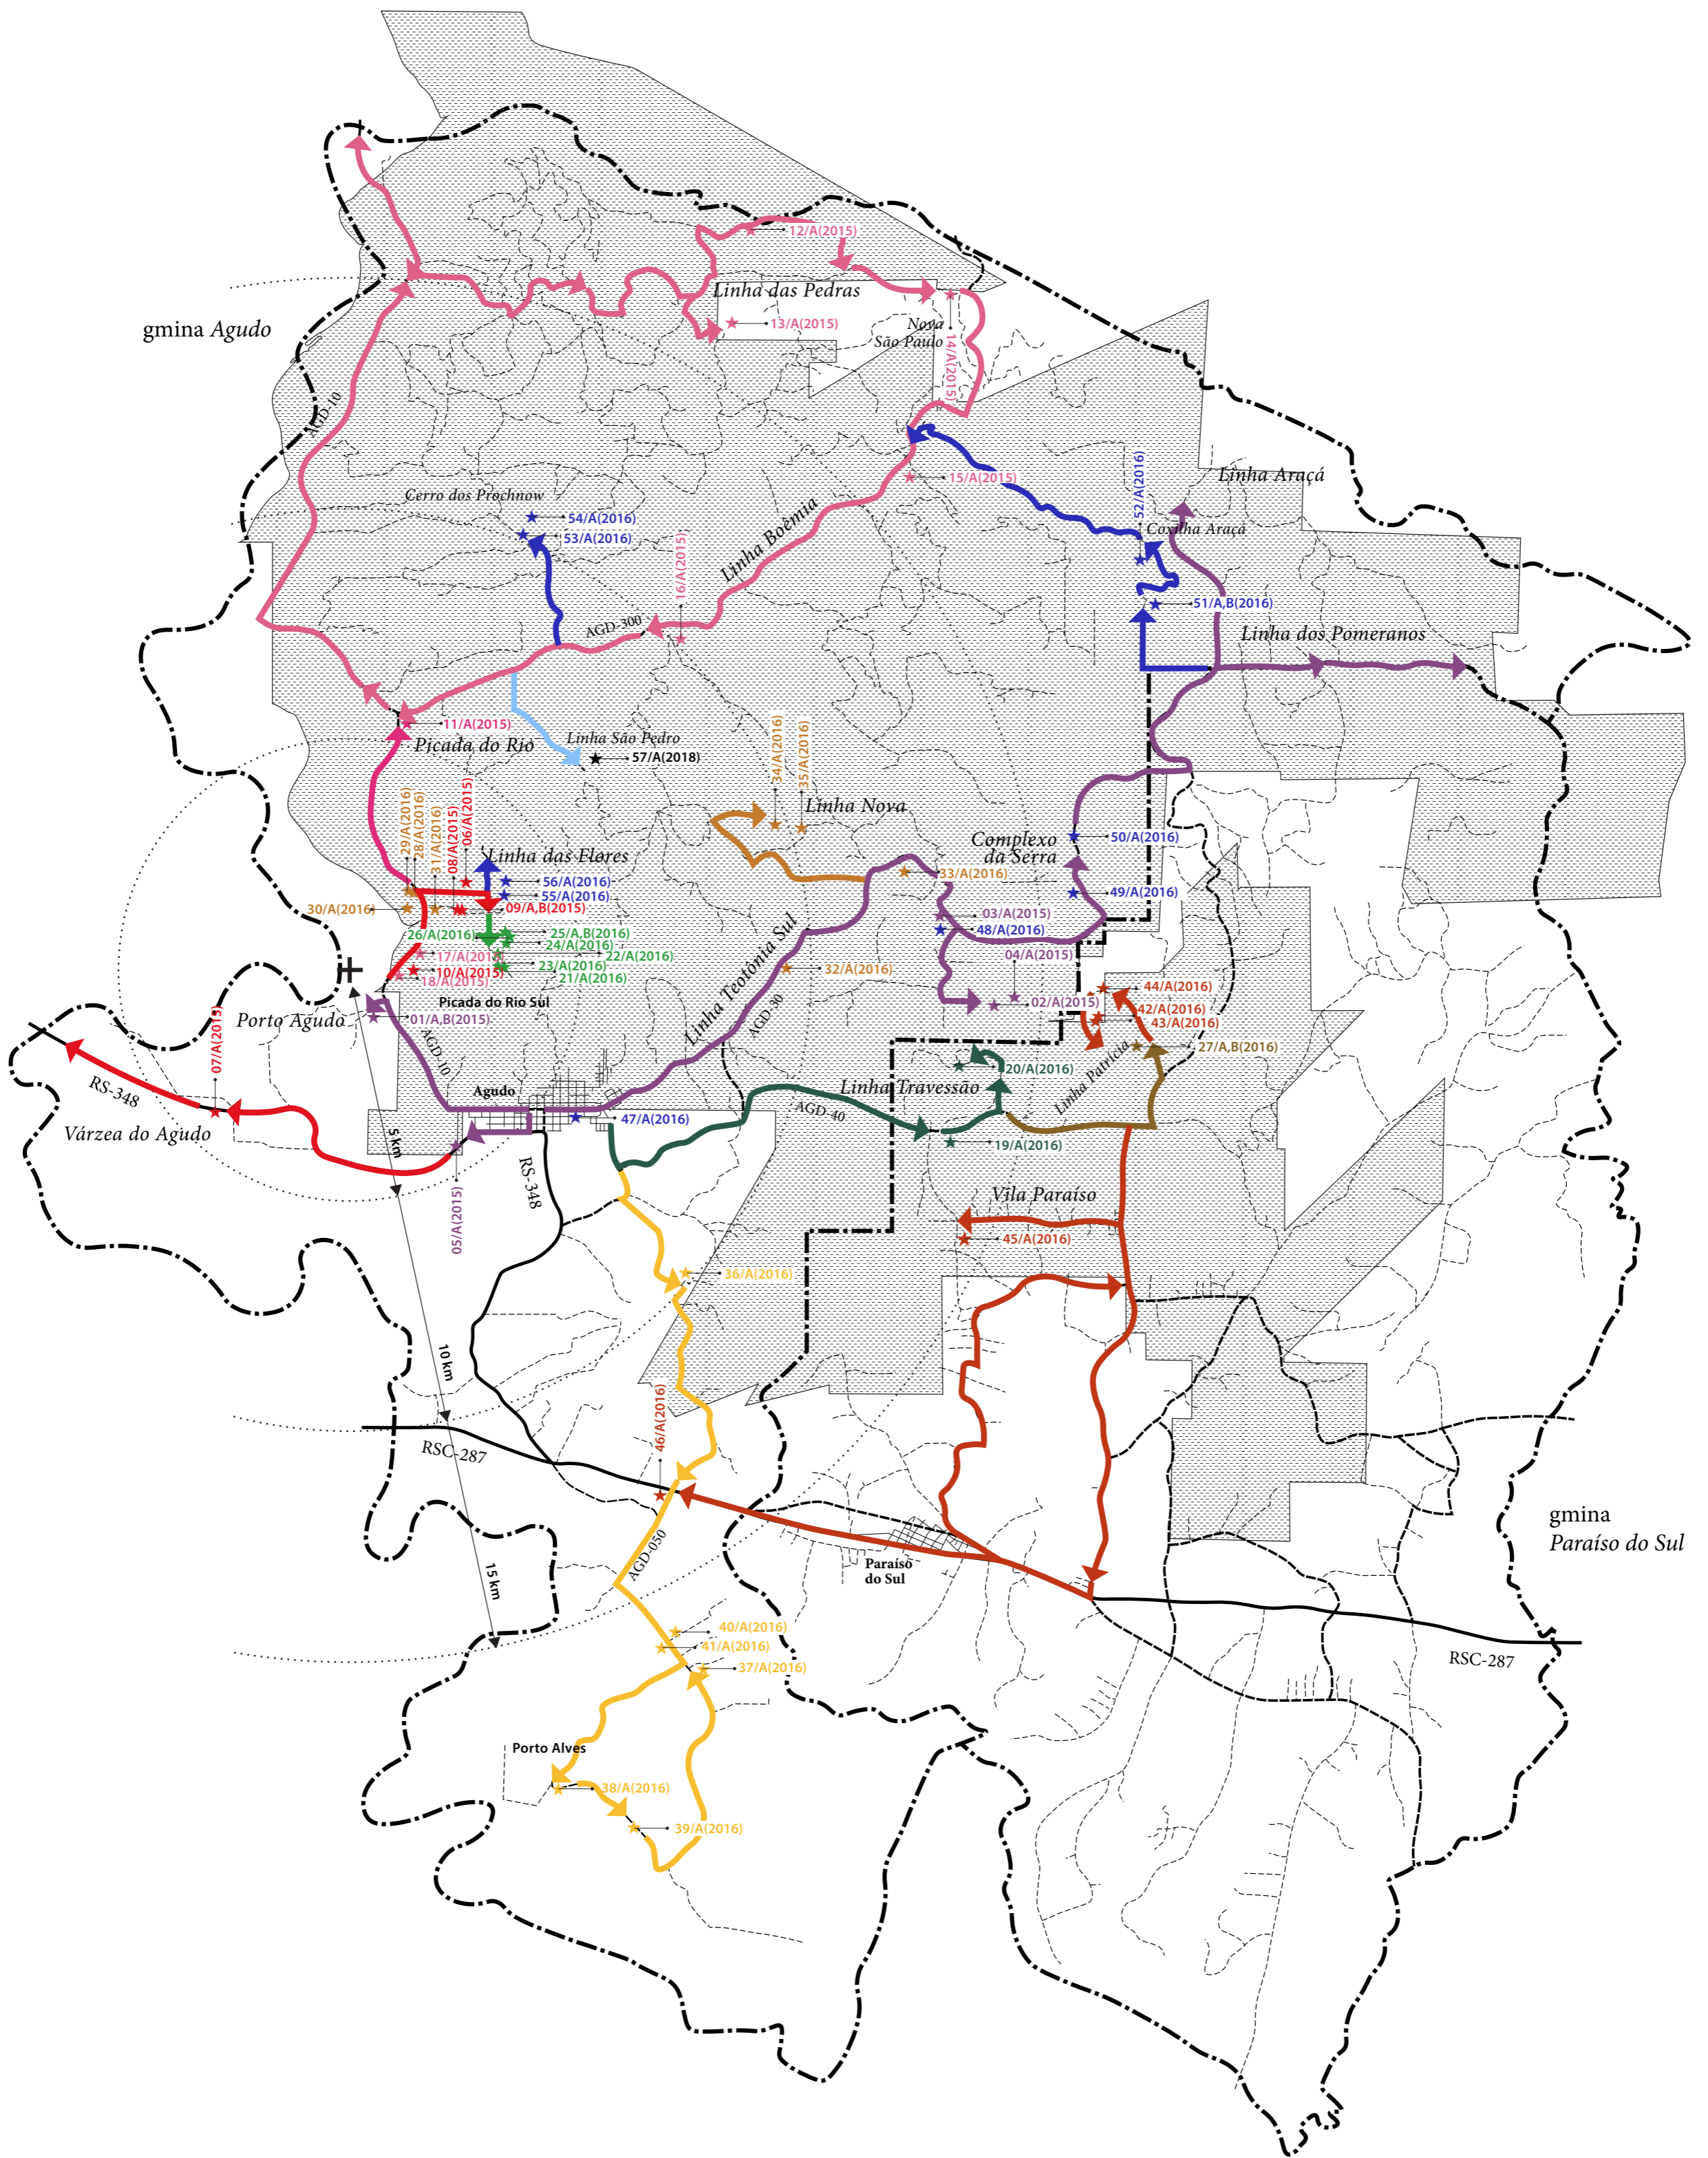 12/A(2015)
Linha das Pedras
gmina Agudo
13/A(2015)
Nova
São Paulo
14/A(2015)
AGD-10
Linha Araçá
15/A(2015)
52/A(2016)
Cerro dos Prochnow
54/A(2016)
53/A(2016)
Coxilha Araçá
Linha Boêmia
16/A(2015)
51/A,B(2016)
AGD-300
Linha dos Pomeranos
11/A(2015)
Picada do Rio
Linha São Pedro
57/A(2018)
34/A(2016)
35/A(2016)
Linha Nova
29/A(2016)
28/A(2016)
31/A(2016)
08/A(2015)
06/A(2015)
Complexo
da Serra
50/A(2016)
Linha das Flores
33/A(2016)
56/A(2016)
55/A(2016)
49/A(2016)
30/A(2016)
09/A,B(2015)
03/A(2015)
26/A(2016)
25/A,B(2016)
48/A(2016)
24/A(2016)
17/A(2015)
22/A(2016)
04/A(2015)
23/A(2016)
32/A(2016)
10/A(2015)
18/A(2015)
21/A(2016)
44/A(2016)
Picada do Rio Sul
02/A(2015)
42/A(2016)
Porto Agudo
01/A,B(2015)
43/A(2016)
Linha Teotônia Sul
AGD-30
07/A(2015)
AGD-10
27/A,B(2016)
20/A(2016)
Linha Patrícia
RS-348
Agudo
Linha Travessão
AGD-40
47/A(2016)
Várzea do Agudo
5 km
19/A(2016)
RS-348
05/A(2015)
Vila Paraíso
45/A(2016)
36/A(2016)
10 km
46/A(2016)
RSC-287
gmina
Paraíso do Sul
AGD-050
Paraíso
do Sul
15 km
40/A(2016)
41/A(2016)
37/A(2016)
RSC-287
Porto Alves
38/A(2016)
39/A(2016)